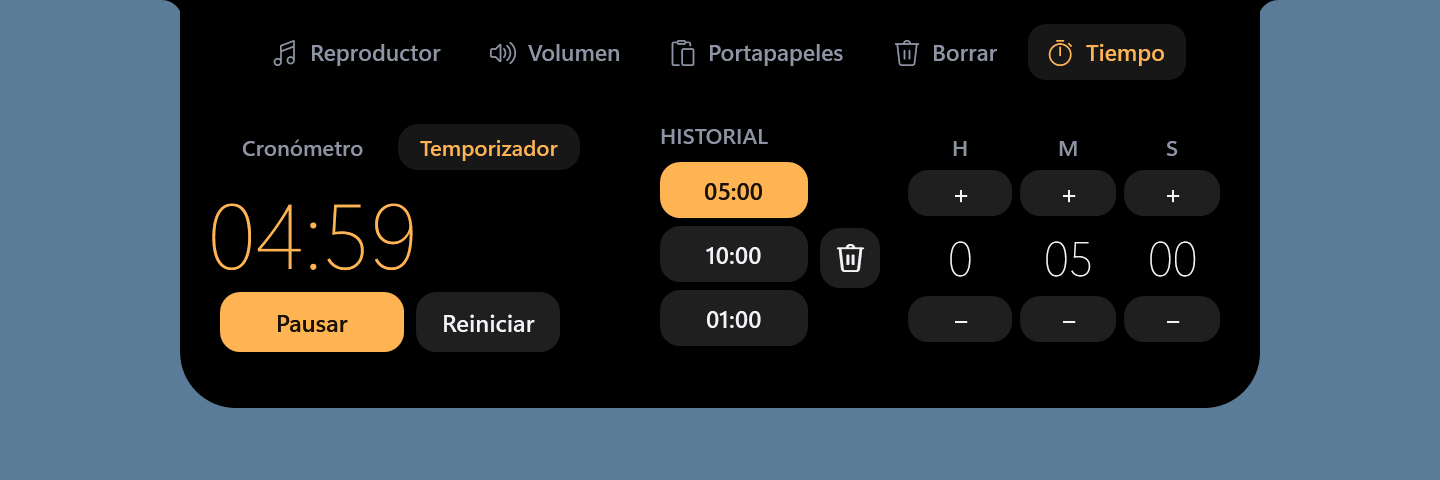 Reproductor Volumen Portapapeles Borrar Tiempo
Cronómetro Temporizador
04:59
Pausar Reiniciar
HISTORIAL
05:00
10:00
01:00
H M S
+ + +
0 05 00
− − −